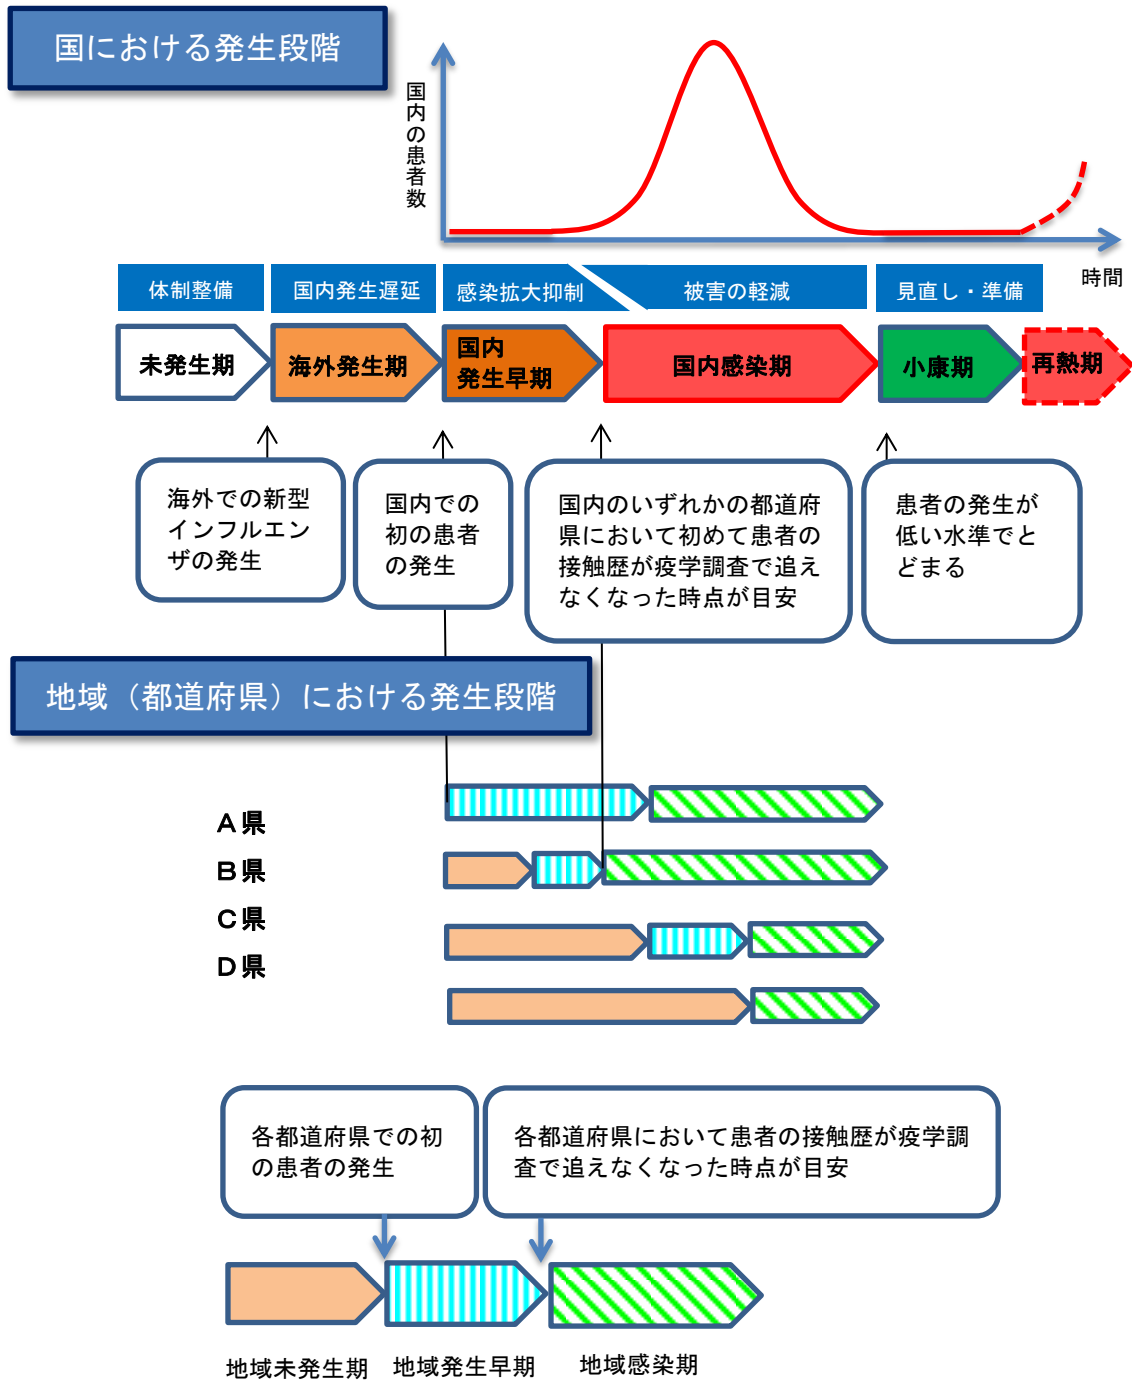 国における発生段階
国内の患者数
時間
体制整備
国内発生遅延
感染拡大抑制
被害の軽減
見直し・準備
未発生期
海外発生期
国内
発生早期
国内感染期
小康期
再熱期
海外での新型
インフルエン
ザの発生
国内での
初の患者
の発生
国内のいずれかの都道府
県において初めて患者の
接触歴が疫学調査で追え
なくなった時点が目安
患者の発生が
低い水準でと
どまる
地域（都道府県）における発生段階
Ａ県
Ｂ県
Ｃ県
Ｄ県
各都道府県での初
の患者の発生
各都道府県において患者の接触歴が疫学調
査で追えなくなった時点が目安
地域未発生期
地域発生早期
地域感染期